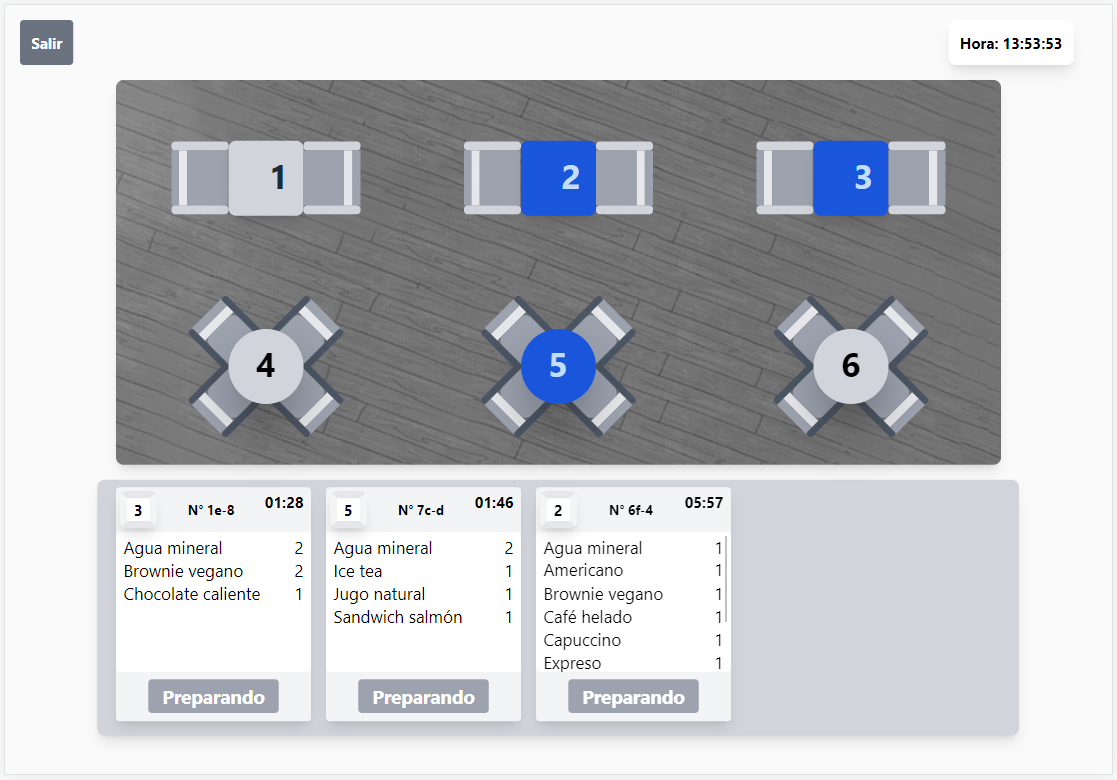 Salir
Hora: 13:53:53
1
2
3
4
5
6
3 N° 1e-8 01:28
Agua mineral 2
Brownie vegano 2
Chocolate caliente 1
Preparando
5 N° 7c-d 01:46
Agua mineral 2
Ice tea 1
Jugo natural 1
Sandwich salmón 1
Preparando
2 N° 6f-4 05:57
Agua mineral 1
Americano 1
Brownie vegano 1
Café helado 1
Capuccino 1
Expreso 1
Preparando